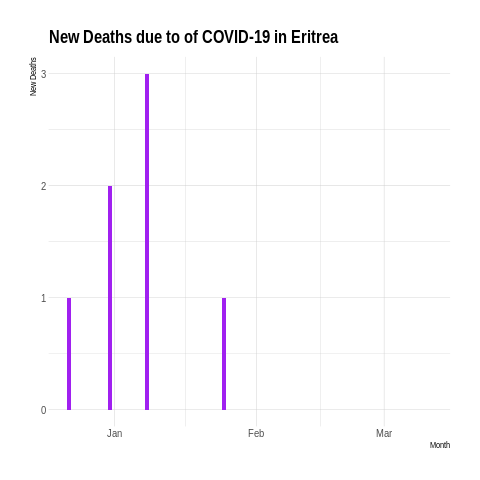 New Deaths due to of COVID-19 in Eritrea
New Deaths
3
2
1
0
Jan Feb Mar
Month